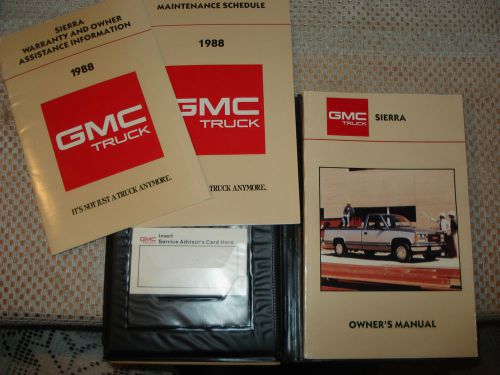 SIERRA
WARRANTY AND OWNER
ASSISTANCE INFORMATION
1988
GMC
TRUCK
IT'S NOT JUST A TRUCK ANYMORE.
MAINTENANCE SCHEDULE
1988
GMC
TRUCK
TRUCK ANYMORE.
GMC
TRUCK
SIERRA
OWNER'S MANUAL
GMC
Insert
Service Advisor's Card Here